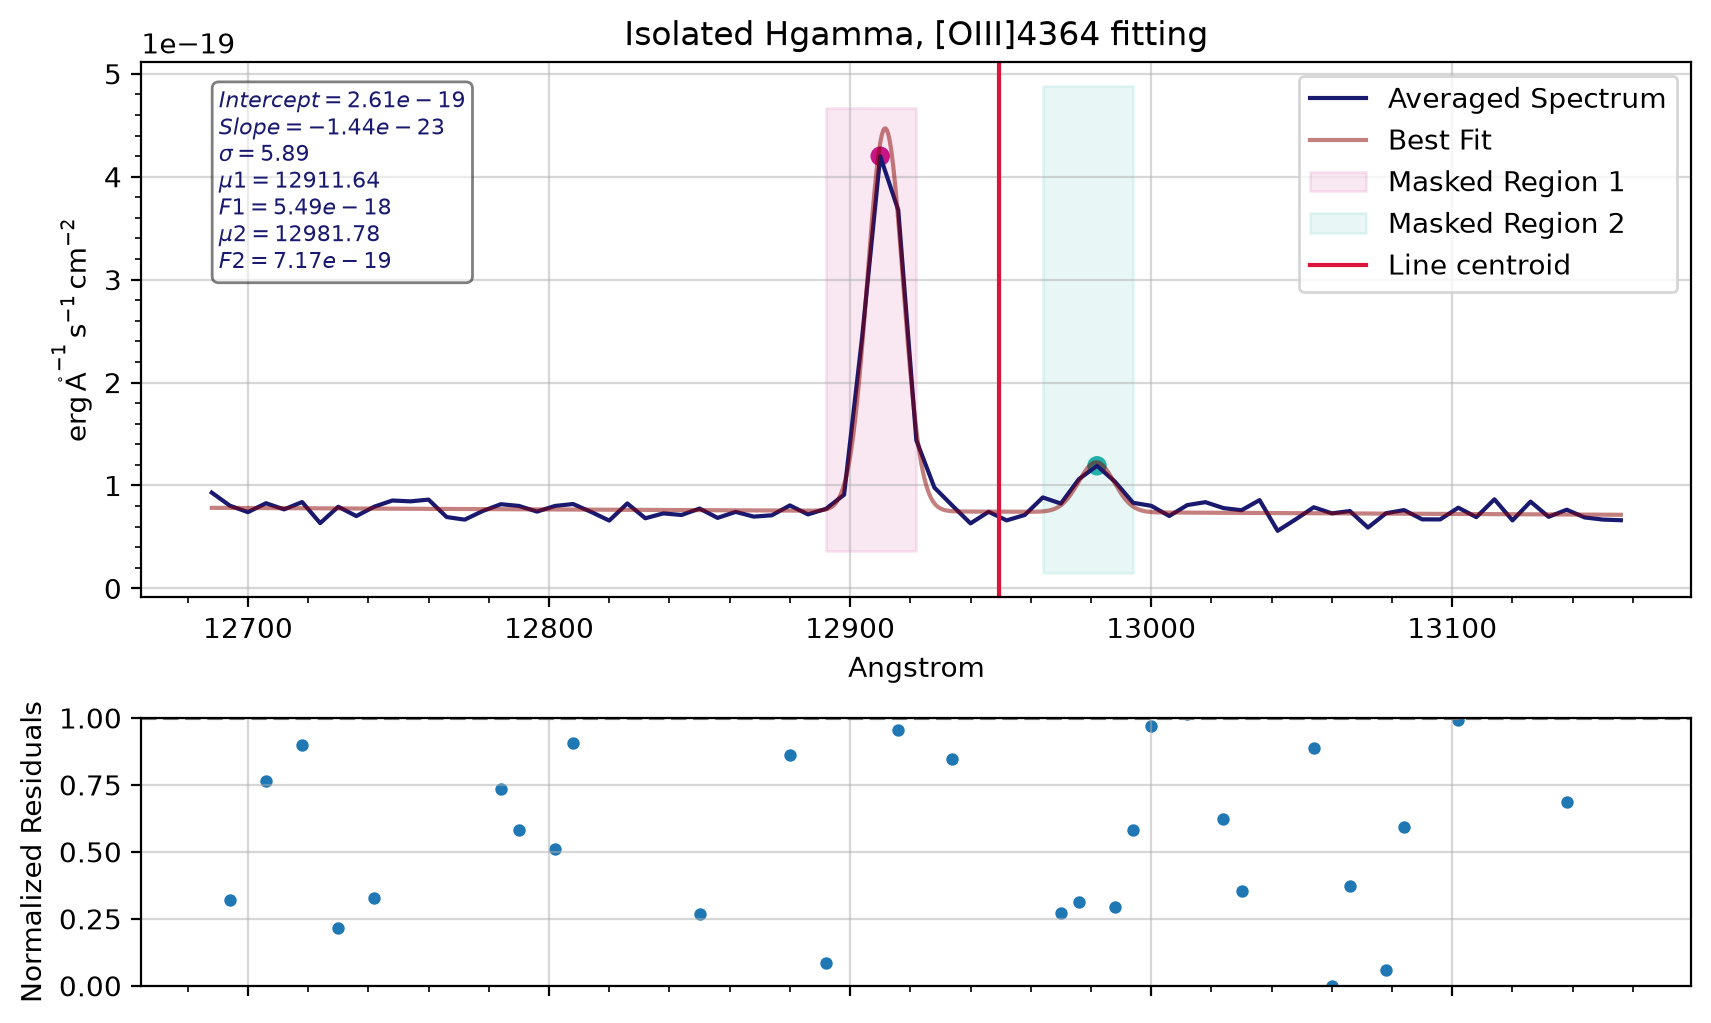 Isolated Hgamma, [OIII]4364 fitting
1e−19
Intercept = 2.61e − 19
Slope = −1.44e − 23
σ = 5.89
μ1 = 12911.64
F1 = 5.49e − 18
μ2 = 12981.78
F2 = 7.17e − 19
Averaged Spectrum
Best Fit
Masked Region 1
Masked Region 2
Line centroid
5
4
3
2
1
0
erg Å⁻¹ s⁻¹ cm⁻²
12700 12800 12900 13000 13100
Angstrom
1.00
0.75
0.50
0.25
0.00
Normalized Residuals